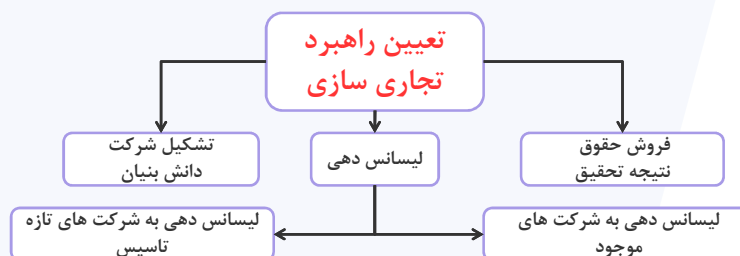 تعیین راهبرد
تجاری سازی
فروش حقوق
نتیجه تحقیق
لیسانس دهی
تشکیل شرکت
دانش بنیان
لیسانس دهی به شرکت های
موجود
لیسانس دهی به شرکت های تازه
تاسیس